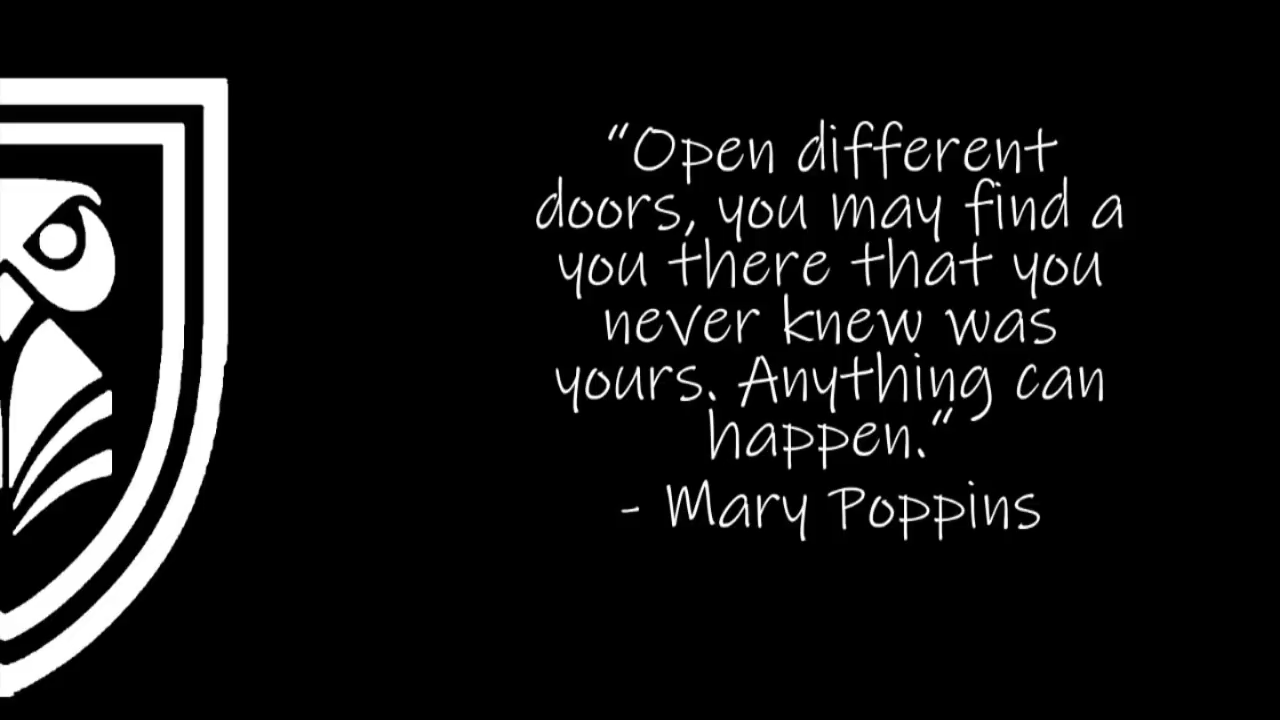 “Open different
doors, you may find a
you there that you
never knew was
yours. Anything can
happen.“
- Mary Poppins